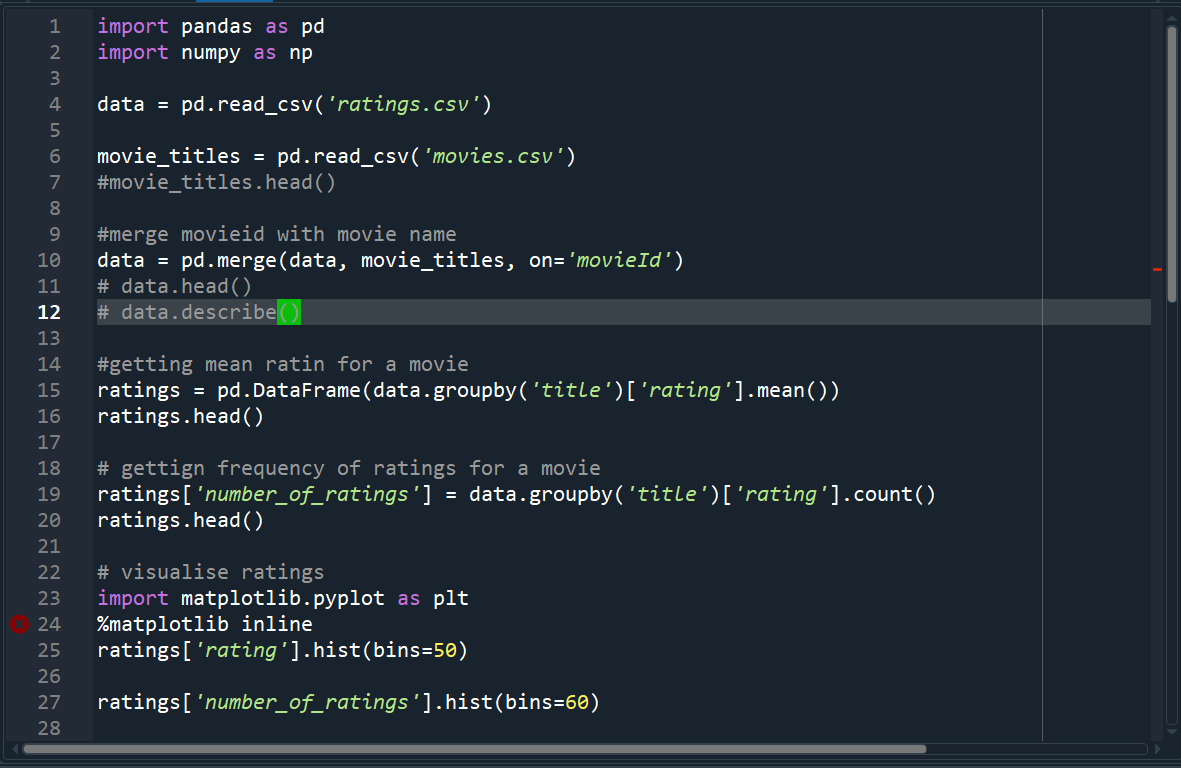 1 import pandas as pd
2 import numpy as np
3
4 data = pd.read_csv('ratings.csv')
5
6 movie_titles = pd.read_csv('movies.csv')
7 #movie_titles.head()
8
9 #merge movieid with movie name
10 data = pd.merge(data, movie_titles, on='movieId')
11 # data.head()
12 # data.describe()
13
14 #getting mean ratin for a movie
15 ratings = pd.DataFrame(data.groupby('title')['rating'].mean())
16 ratings.head()
17
18 # gettign frequency of ratings for a movie
19 ratings['number_of_ratings'] = data.groupby('title')['rating'].count()
20 ratings.head()
21
22 # visualise ratings
23 import matplotlib.pyplot as plt
24 %matplotlib inline
25 ratings['rating'].hist(bins=50)
26
27 ratings['number_of_ratings'].hist(bins=60)
28